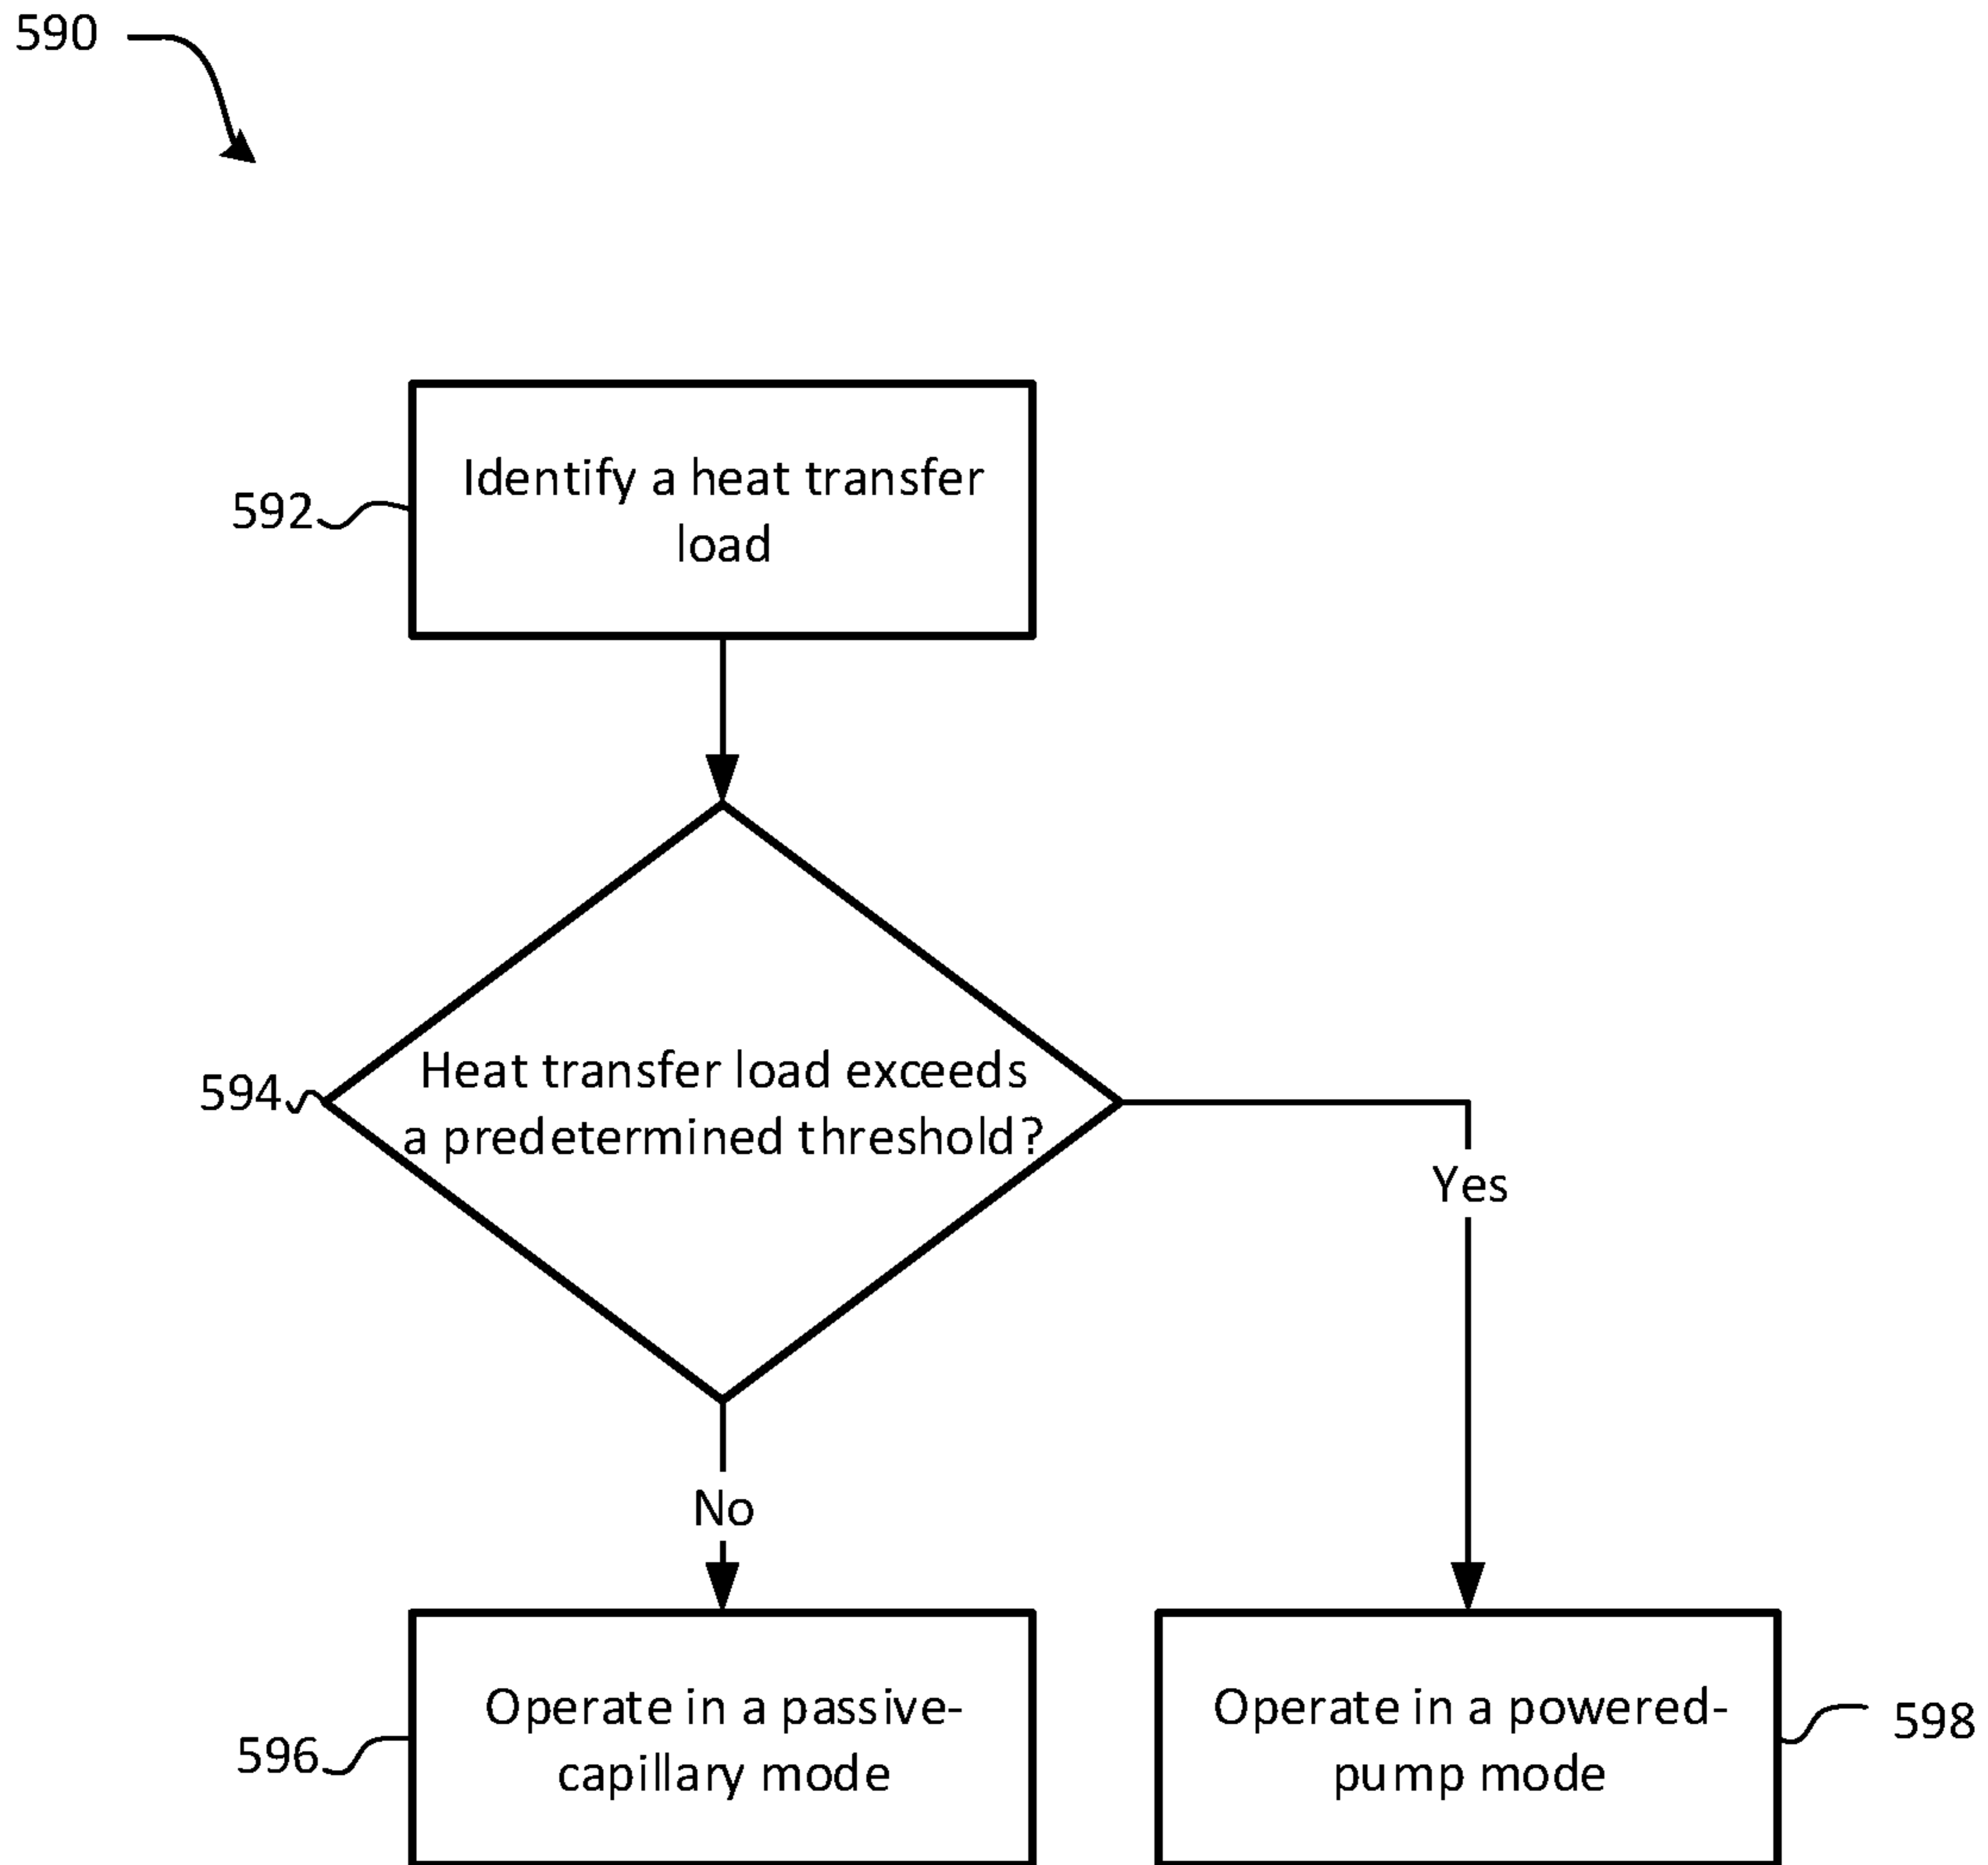 590
592
Identify a heat transfer
load
594
Heat transfer load exceeds
a predetermined threshold?
Yes
No
596
Operate in a passive-
capillary mode
Operate in a powered-
pump mode
598